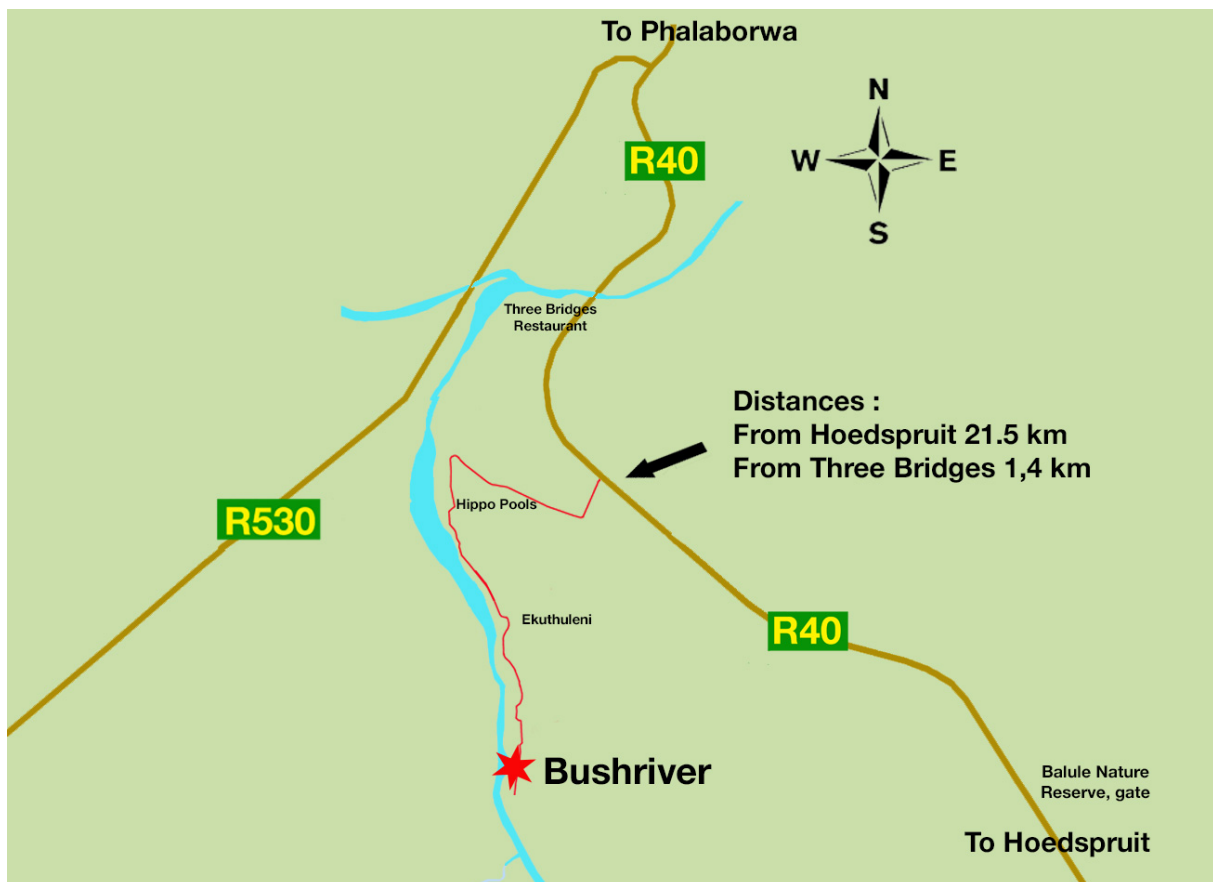 To Phalaborwa
N
R40
W
E
S
Three Bridges
Restaurant
Distances :
From Hoedspruit 21.5 km
From Three Bridges 1,4 km
Hippo Pools
R530
Ekuthuleni
R40
Bushriver
Balule Nature
Reserve, gate
To Hoedspruit